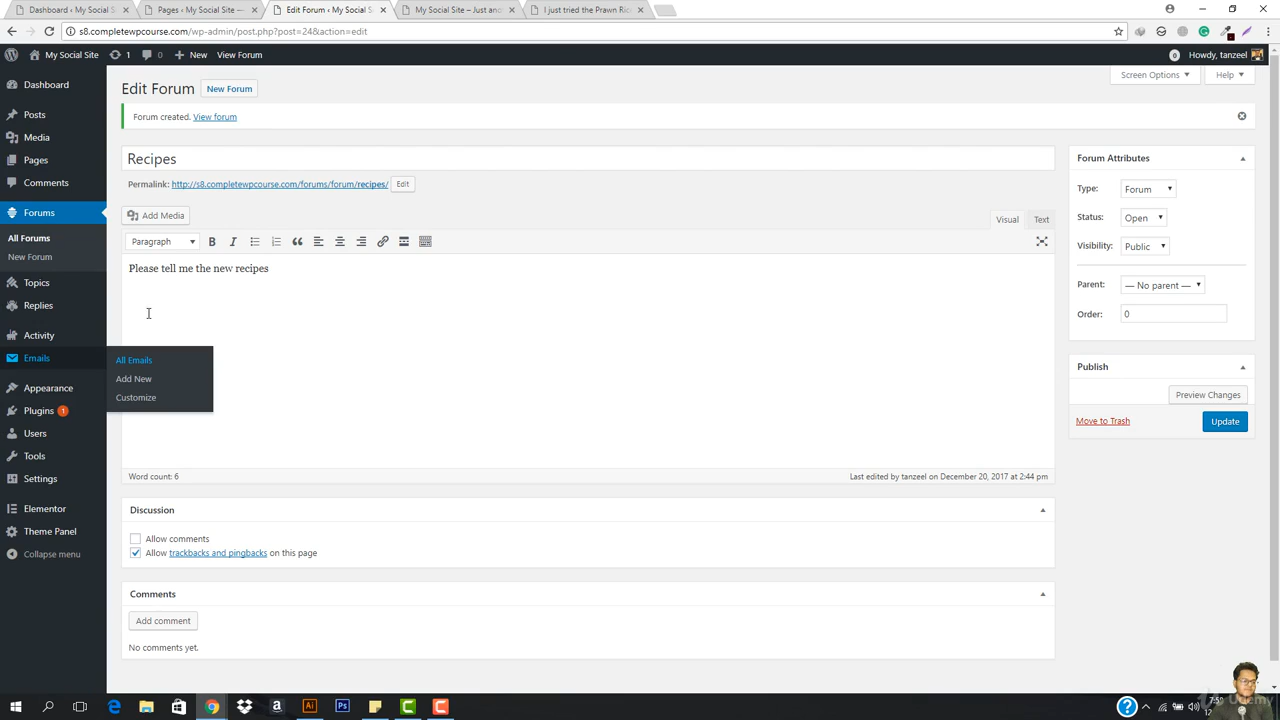 Dashboard < My Social S
Pages < My Social Site —
Edit Forum < My Social S
My Social Site – Just ano
I just tried the Prawn Ric
s8.completewpcourse.com/wp-admin/post.php?post=24&action=edit
My Social Site 1 0 New View Forum
6 Howdy, tanzeel
Dashboard
Posts
Media
Pages
Comments
Forums
All Forums
New Forum
Topics
Replies
Activity
Emails
All Emails
Add New
Customize
Appearance
Plugins 1
Users
Tools
Settings
Elementor
Theme Panel
Collapse menu
Screen Options Help
Edit Forum New Forum
Forum created. View forum
Recipes
Permalink: http://s8.completewpcourse.com/forums/forum/recipes/ Edit
Add Media Visual Text
Paragraph B I
Please tell me the new recipes
Word count: 6 Last edited by tanzeel on December 20, 2017 at 2:44 pm
Discussion
Allow comments
Allow trackbacks and pingbacks on this page
Comments
Add comment
No comments yet.
Forum Attributes
Type: Forum
Status: Open
Visibility: Public
Parent: — No parent —
Order: 0
Publish
Preview Changes
Move to Trash Update
a Ai Ps C C ?
Udemy